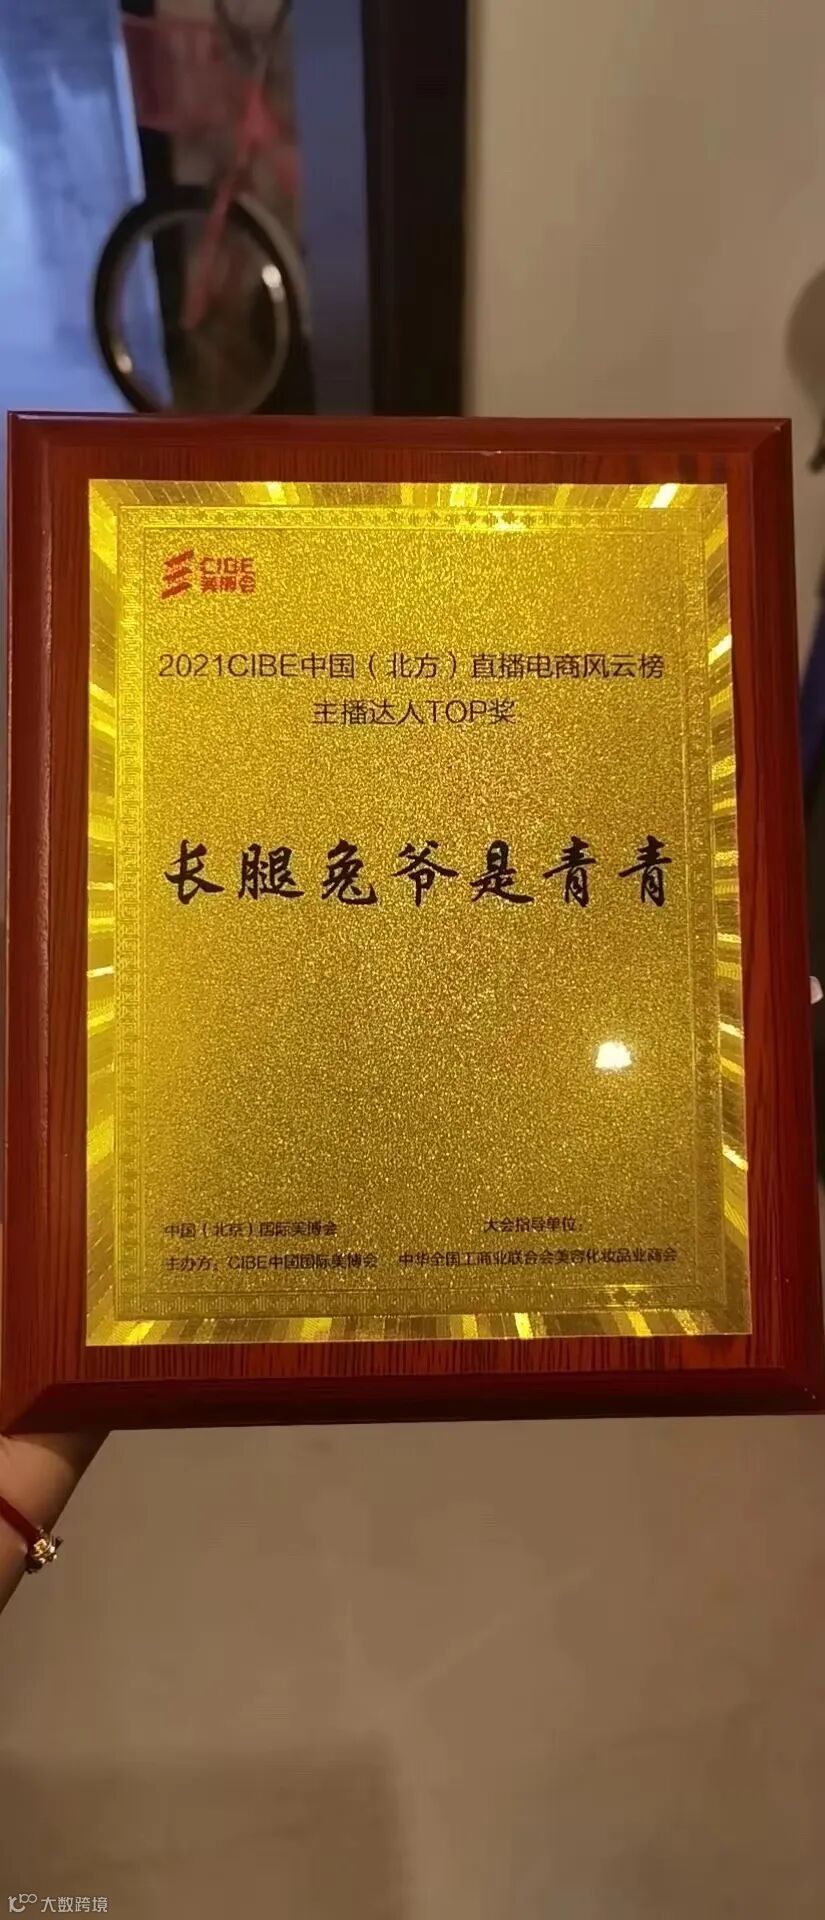 CIBE
美博会
2021CIBE中国（北方）直播电商风云榜
主播达人TOP奖
长腿兔爷是青青
中国（北京）国际美博会
大会指导单位：
主办方：CIBE中国国际美博会
中华全国工商业联合会美容化妆品业商会
大数跨境